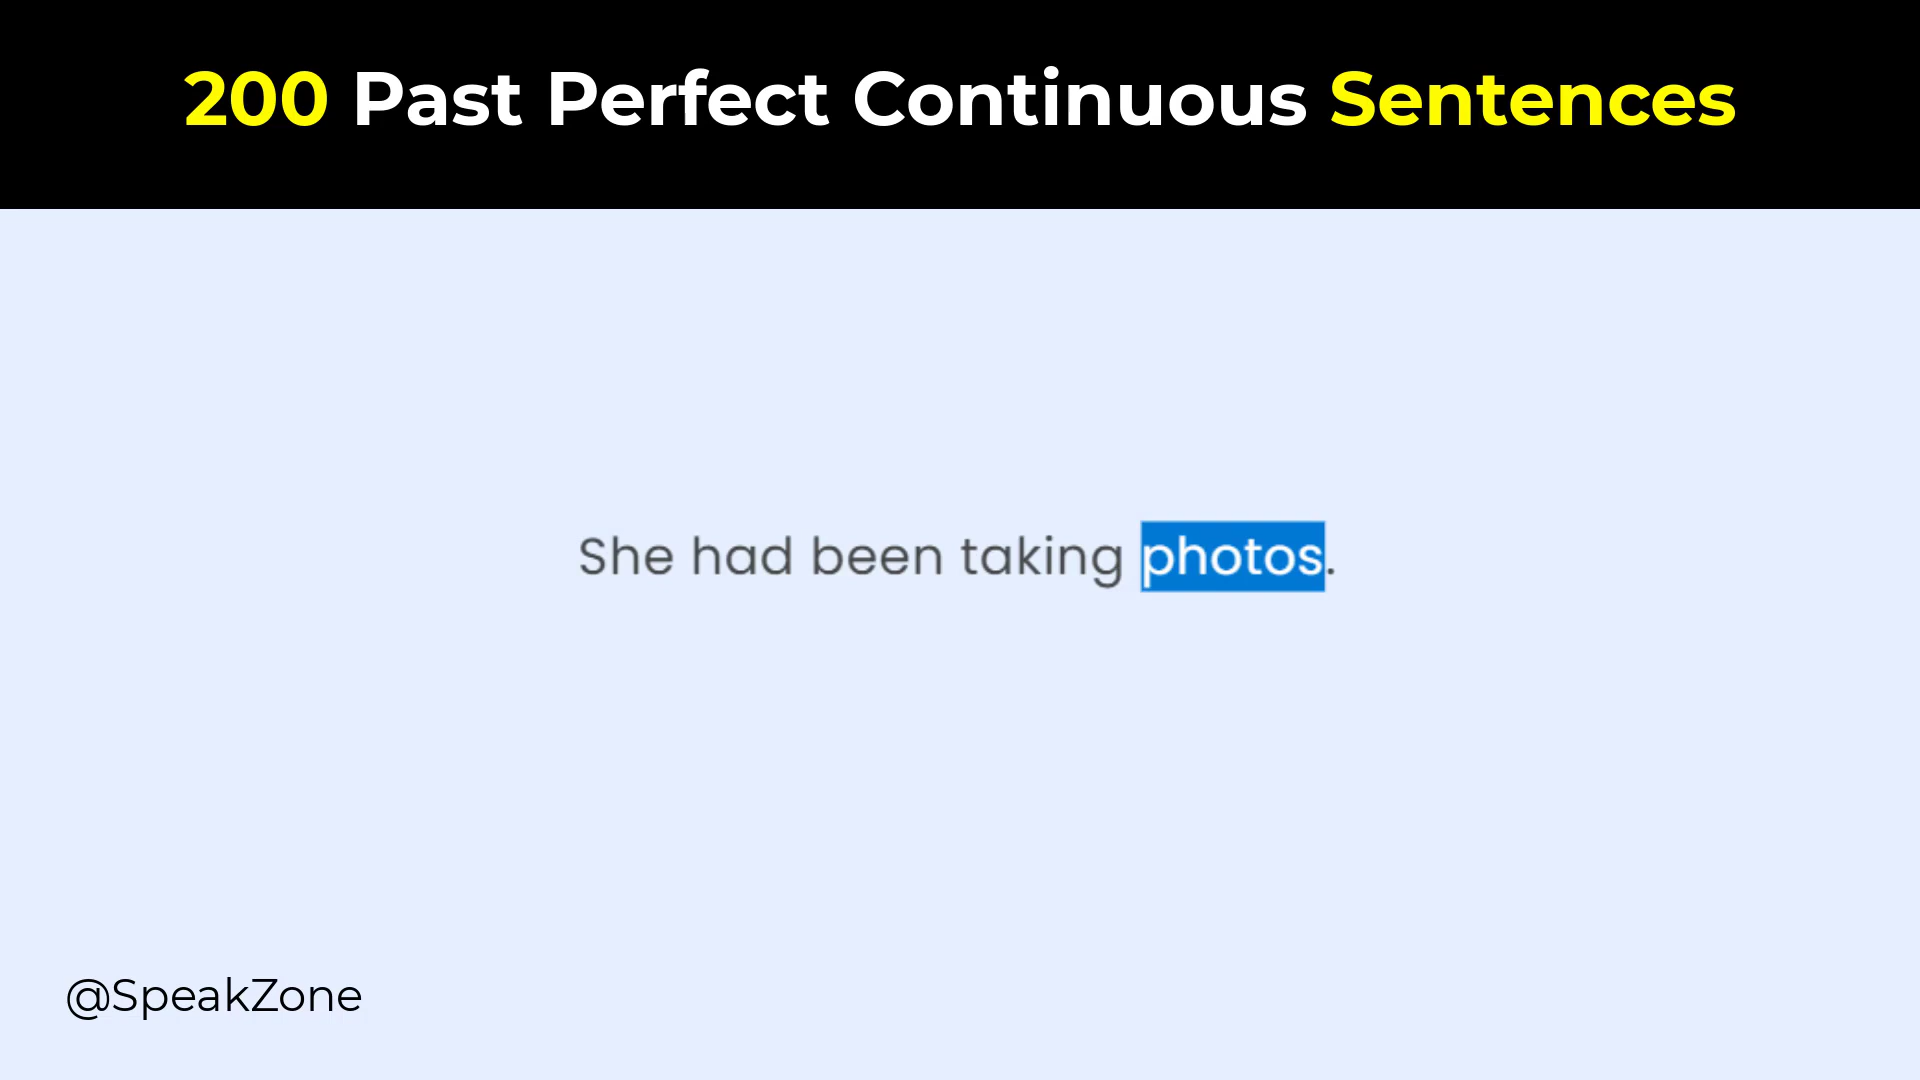 200 Past Perfect Continuous Sentences
She had been taking photos.
@SpeakZone